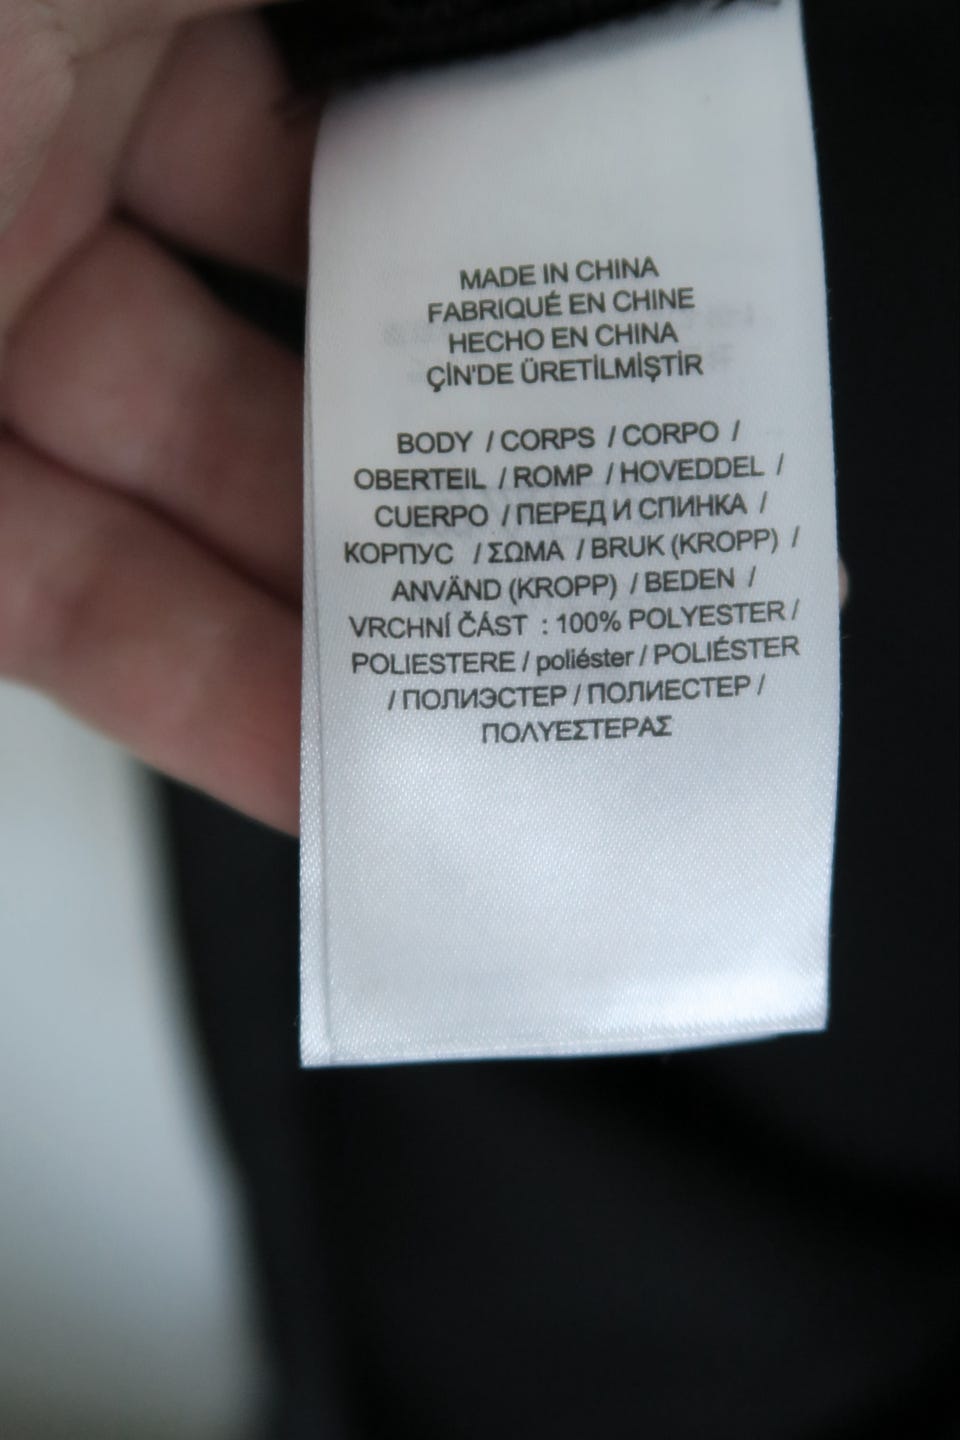 MADE IN CHINA
FABRIQUÉ EN CHINE
HECHO EN CHINA
ÇİN'DE ÜRETİLMİŞTİR
BODY / CORPS / CORPO /
OBERTEIL / ROMP / HOVEDDEL /
CUERPO / ПЕРЕД И СПИНКА /
КОРПУС / ΣΩΜΑ / BRUK (KROPP) /
ANVÄND (KROPP) / BEDEN /
VRCHNÍ ČÁST : 100% POLYESTER /
POLIESTERE / poliéster / POLIÉSTER
/ ПОЛИЭСТЕР / ПОЛИЕСТЕР /
ΠΟΛΥΕΣΤΕΡΑΣ